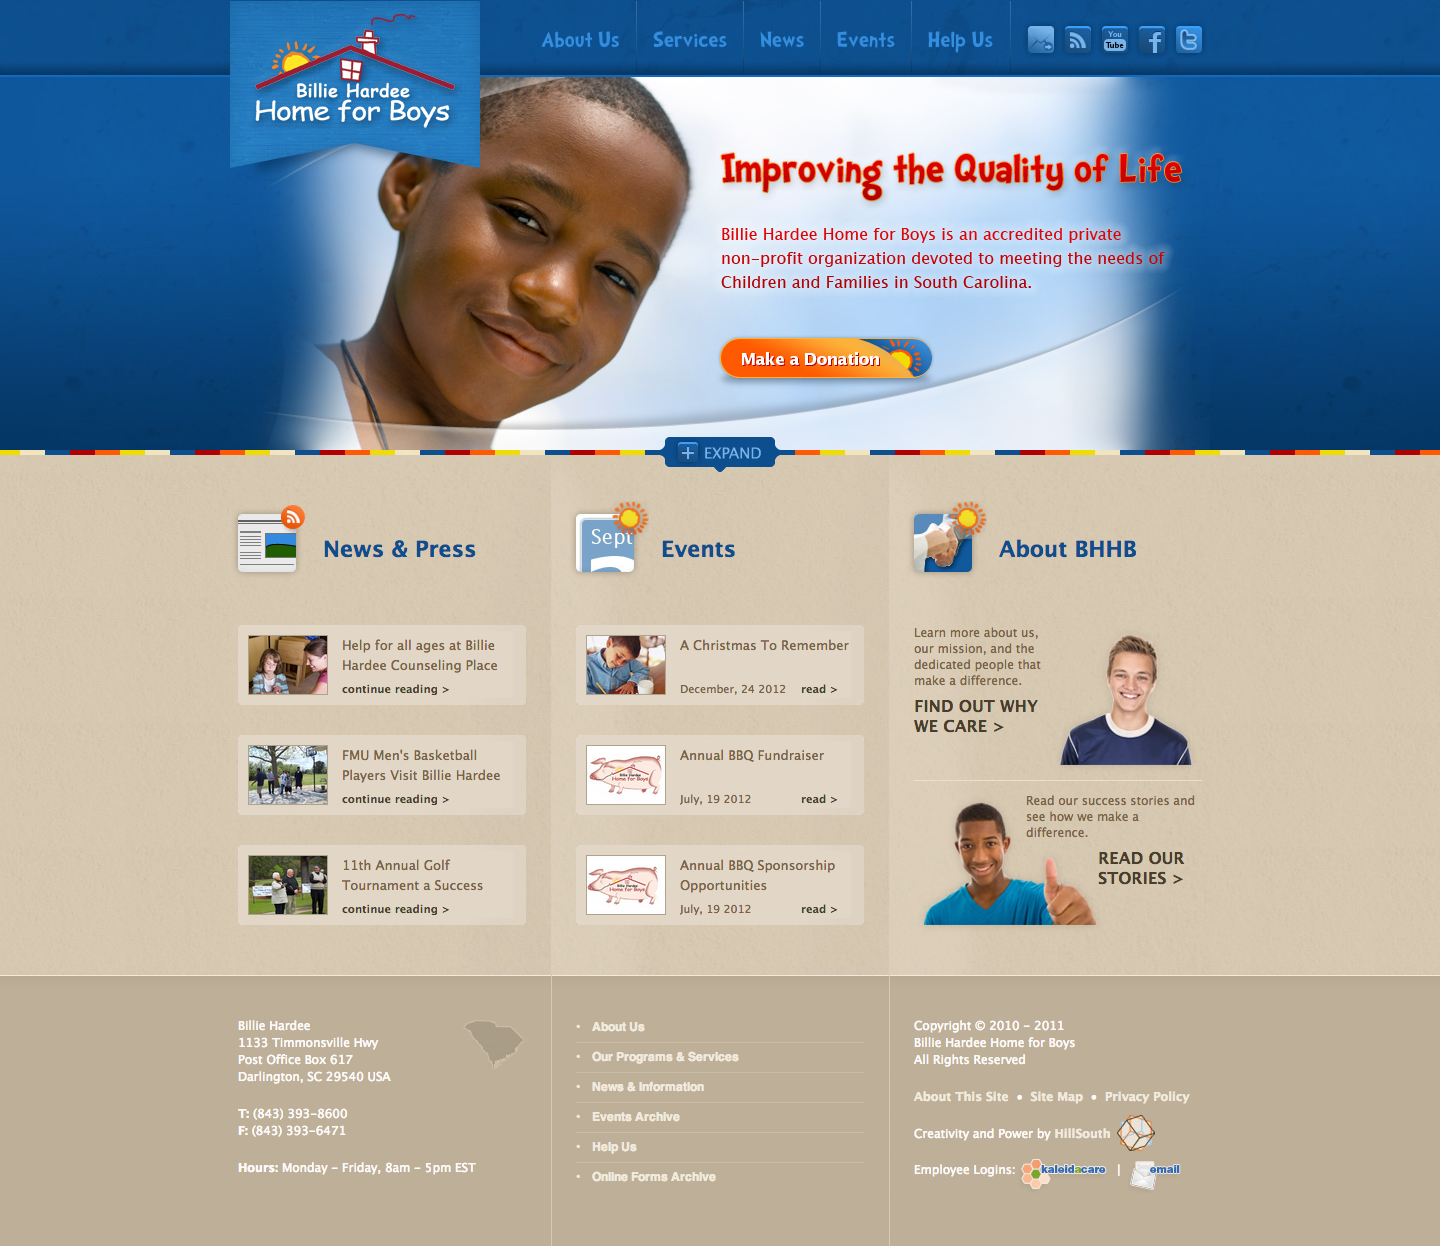 Billie Hardee
Home for Boys
About Us
Services
News
Events
Help Us
You
Tube
Improving the Quality of Life
Billie Hardee Home for Boys is an accredited private
non-profit organization devoted to meeting the needs of
Children and Families in South Carolina.
Make a Donation
EXPAND
News & Press
Help for all ages at Billie
Hardee Counseling Place
continue reading >
FMU Men's Basketball
Players Visit Billie Hardee
continue reading >
11th Annual Golf
Tournament a Success
continue reading >
Sept
Events
A Christmas To Remember
December, 24 2012 read >
Billie Hardee
Home for Boys
Annual BBQ Fundraiser
July, 19 2012 read >
Billie Hardee
Home for Boys
Annual BBQ Sponsorship
Opportunities
July, 19 2012 read >
About BHHB
Learn more about us,
our mission, and the
dedicated people that
make a difference.
FIND OUT WHY
WE CARE >
Read our success stories and
see how we make a
difference.
READ OUR
STORIES >
Billie Hardee
1133 Timmonsville Hwy
Post Office Box 617
Darlington, SC 29540 USA
T: (843) 393-8600
F: (843) 393-6471
Hours: Monday - Friday, 8am - 5pm EST
• About Us
• Our Programs & Services
• News & Information
• Events Archive
• Help Us
• Online Forms Archive
Copyright © 2010 - 2011
Billie Hardee Home for Boys
All Rights Reserved
About This Site • Site Map • Privacy Policy
Creativity and Power by HillSouth
Employee Logins: kaleidacare | email